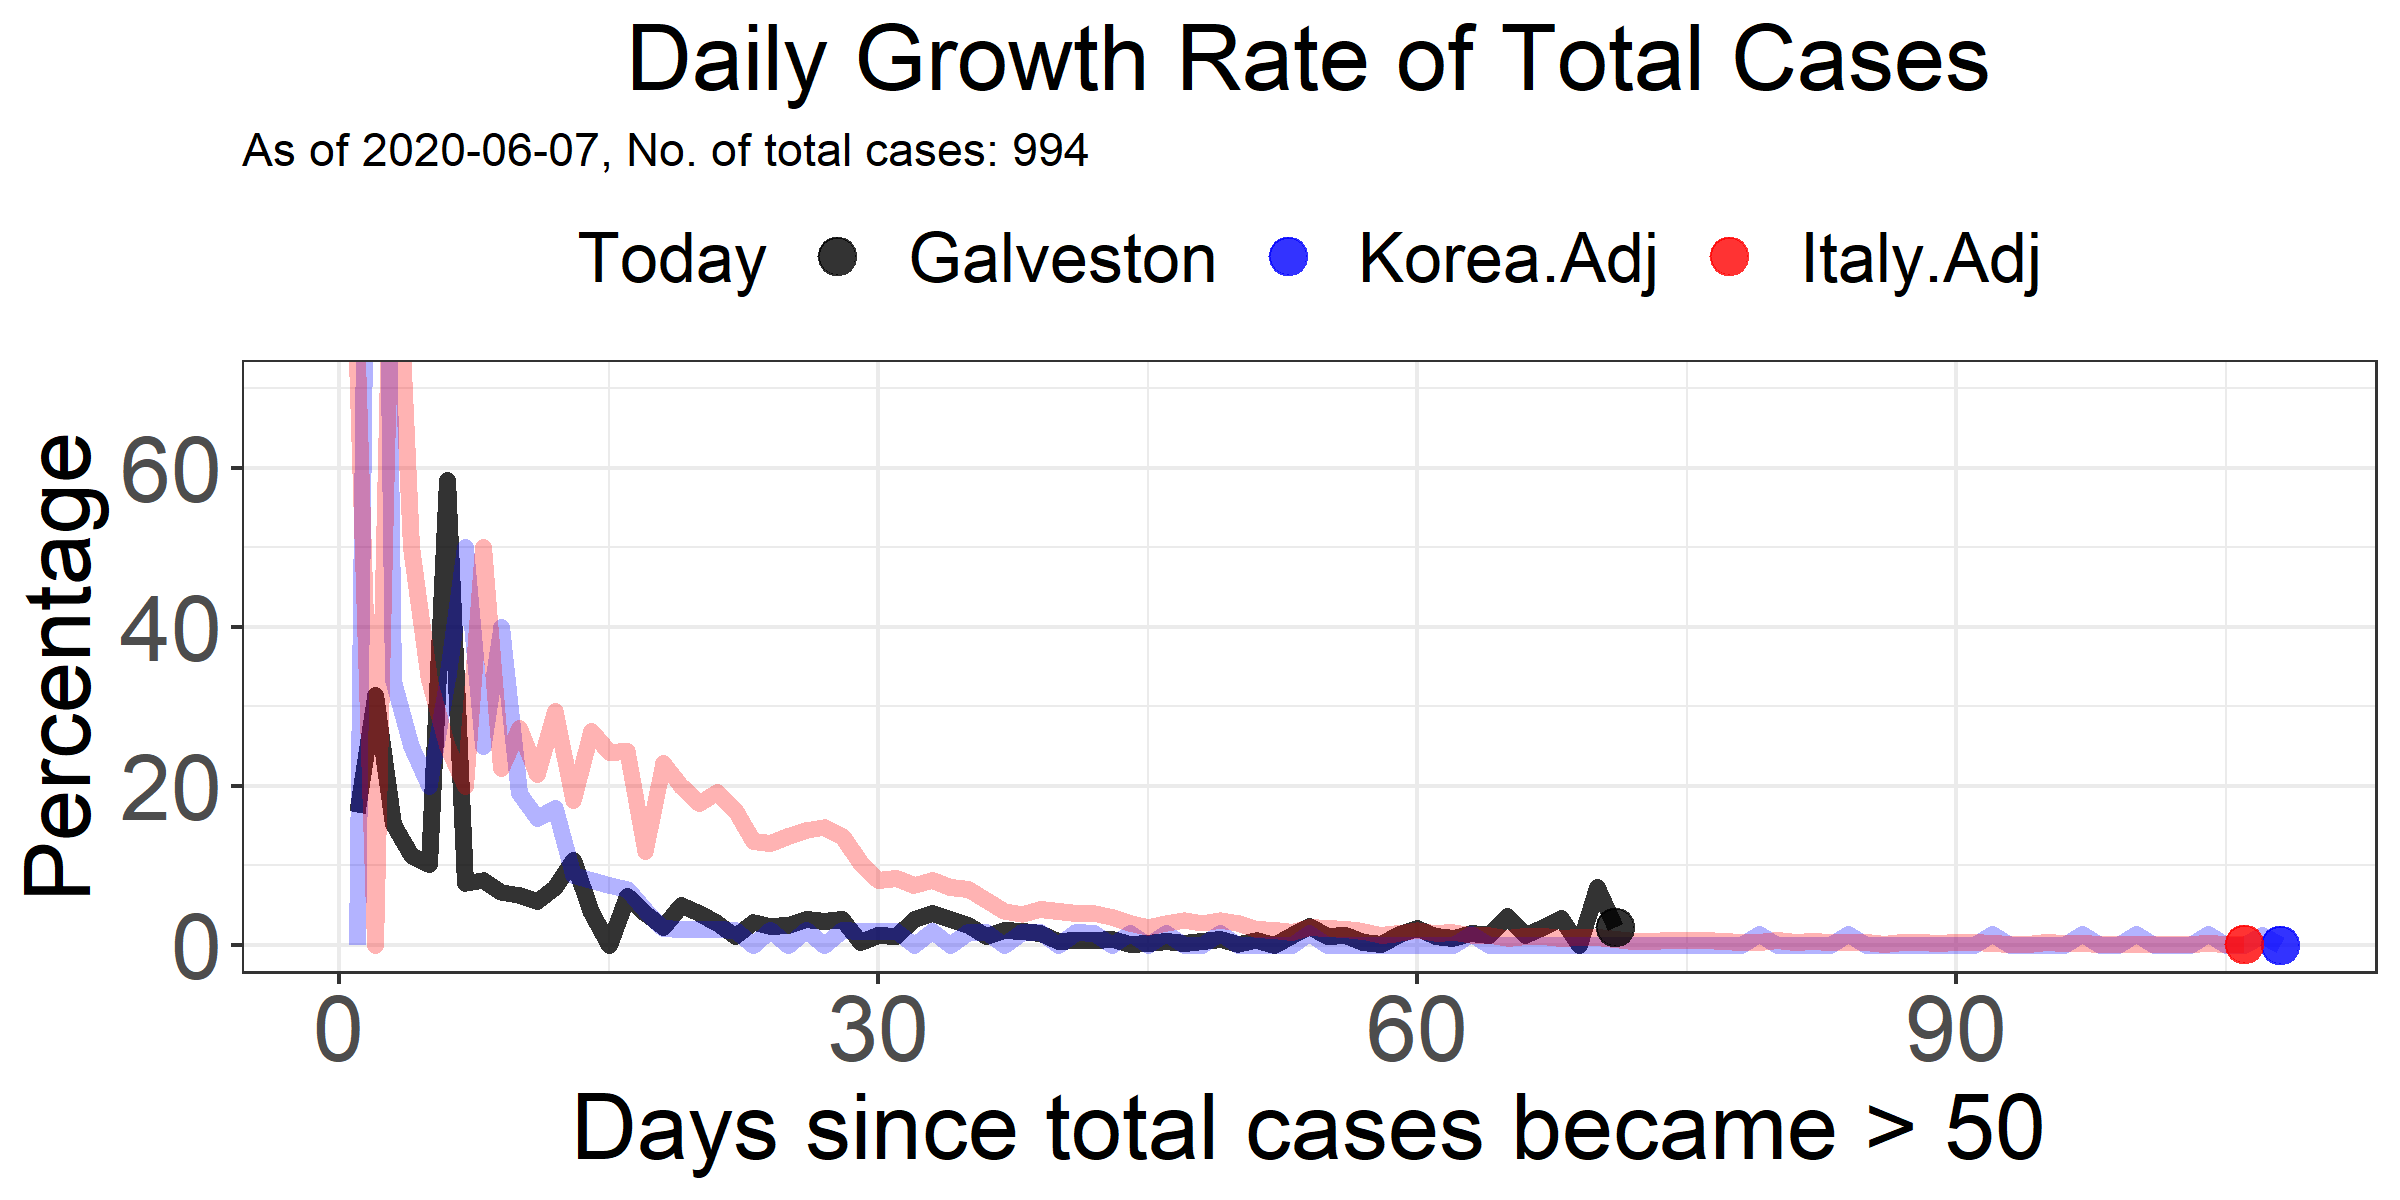 Daily Growth Rate of Total Cases
As of 2020-06-07, No. of total cases: 994
Today Galveston Korea.Adj Italy.Adj
Percentage
60
40
20
0
0 30 60 90
Days since total cases became > 50